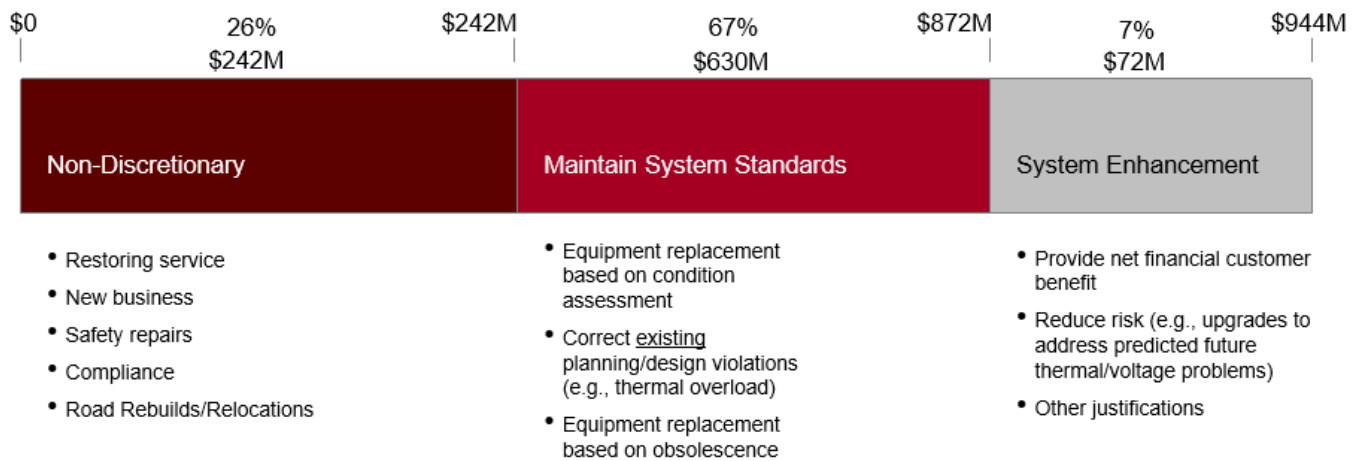 $0 26% $242M 67% $872M 7% $944M
$242M $630M $72M
Non-Discretionary Maintain System Standards System Enhancement
• Restoring service
• New business
• Safety repairs
• Compliance
• Road Rebuilds/Relocations
• Equipment replacement
based on condition
assessment
• Correct existing
planning/design violations
(e.g., thermal overload)
• Equipment replacement
based on obsolescence
• Provide net financial customer
benefit
• Reduce risk (e.g., upgrades to
address predicted future
thermal/voltage problems)
• Other justifications